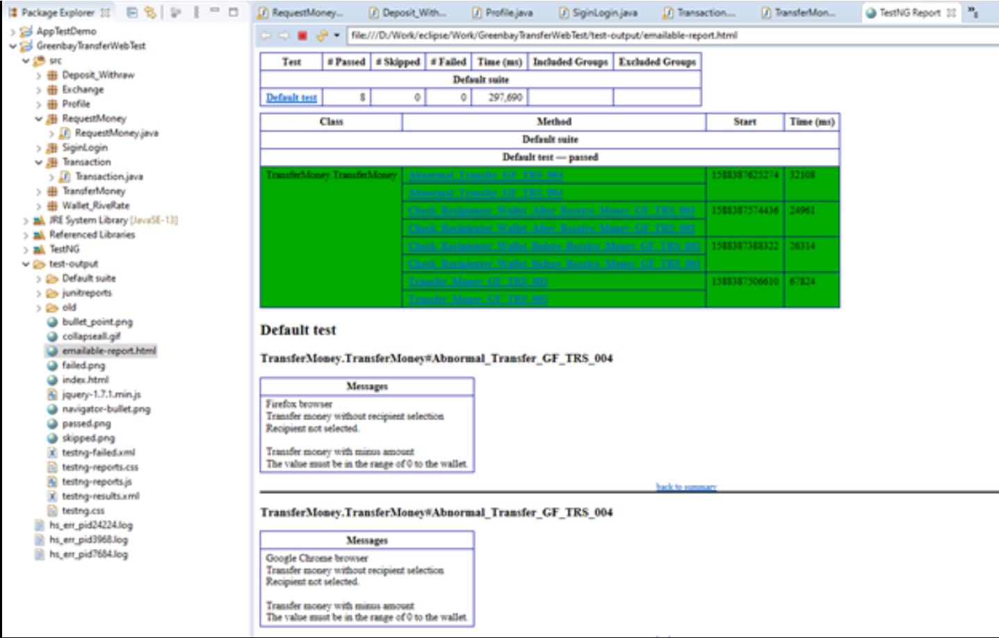 Package Explorer
AppTestDemo
GreenbayTransferWebTest
src
Deposit_Withraw
Exchange
Profile
RequestMoney
RequestMoney.java
SiginLogin
Transaction
Transaction.java
TransferMoney
Wallet_RiveRate
JRE System Library [JavaSE-13]
Referenced Libraries
TestNG
test-output
Default suite
junitreports
old
bullet_point.png
collapseall.gif
emailable-report.html
failed.png
index.html
jquery-1.7.1.min.js
navigator-bullet.png
passed.png
skipped.png
testng-failed.xml
testng-reports.css
testng-reports.js
testng-results.xml
testng.css
hs_err_pid24224.log
hs_err_pid3968.log
hs_err_pid7684.log
RequestMoney... Deposit_With... Profile.java SiginLogin.java Transaction.... TransferMon... TestNG Report
file:///D:/Work/eclipse/Work/GreenbayTransferWebTest/test-output/emailable-report.html
Test # Passed # Skipped # Failed Time (ms) Included Groups Excluded Groups
Default suite
Default test 8 0 0 297,690
Class Method Start Time (ms)
Default suite
Default test — passed
TransferMoney.TransferMoney Abnormal_Transfer_GF_TRS_004 1588387625274 32108
Abnormal_Transfer_GF_TRS_004
Check_Recipienter_Wallet_After_Receive_Money_GF_TRS_003 1588387574436 24961
Check_Recipienter_Wallet_After_Receive_Money_GF_TRS_003
Check_Recipienter_Wallet_Before_Receive_Money_GF_TRS_001 1588387388322 26314
Check_Recipienter_Wallet_Before_Receive_Money_GF_TRS_001
Transfer_Money_GF_TRS_002 1588387506610 67824
Transfer_Money_GF_TRS_002
Default test
TransferMoney.TransferMoney#Abnormal_Transfer_GF_TRS_004
Messages
Firefox browser
Transfer money without recipient selection
Recipient not selected.
Transfer money with minus amount
The value must be in the range of 0 to the wallet.
back to summary
TransferMoney.TransferMoney#Abnormal_Transfer_GF_TRS_004
Messages
Google Chrome browser
Transfer money without recipient selection
Recipient not selected.
Transfer money with minus amount
The value must be in the range of 0 to the wallet.